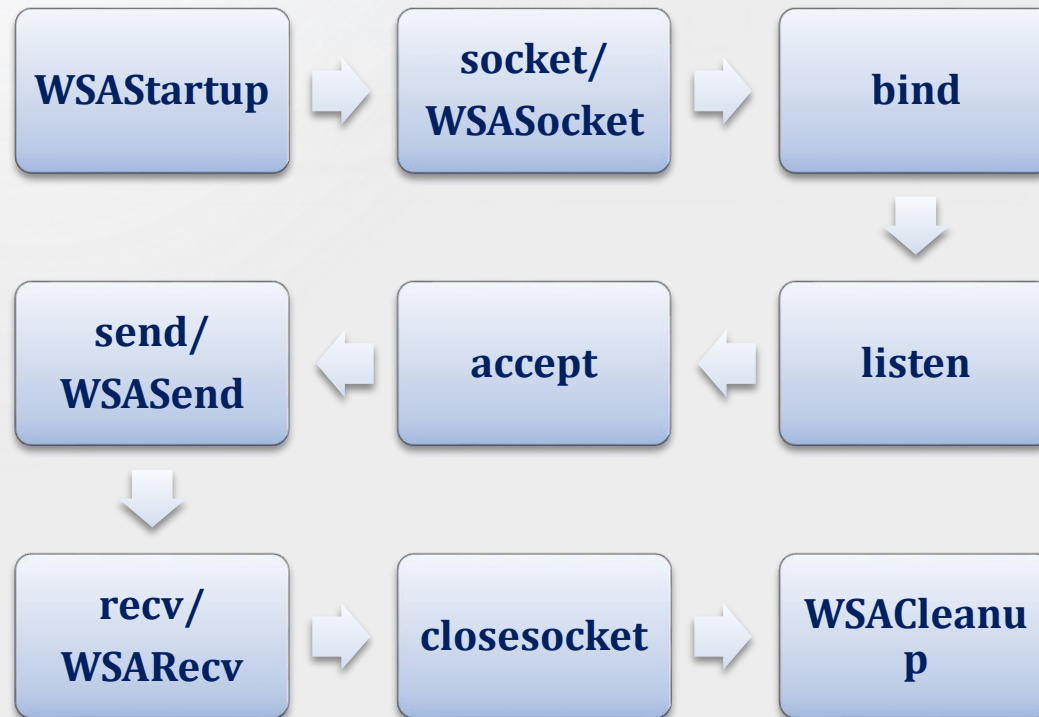 WSAStartup
socket/
WSASocket
bind
listen
accept
send/
WSASend
recv/
WSARecv
closesocket
WSACleanu
p